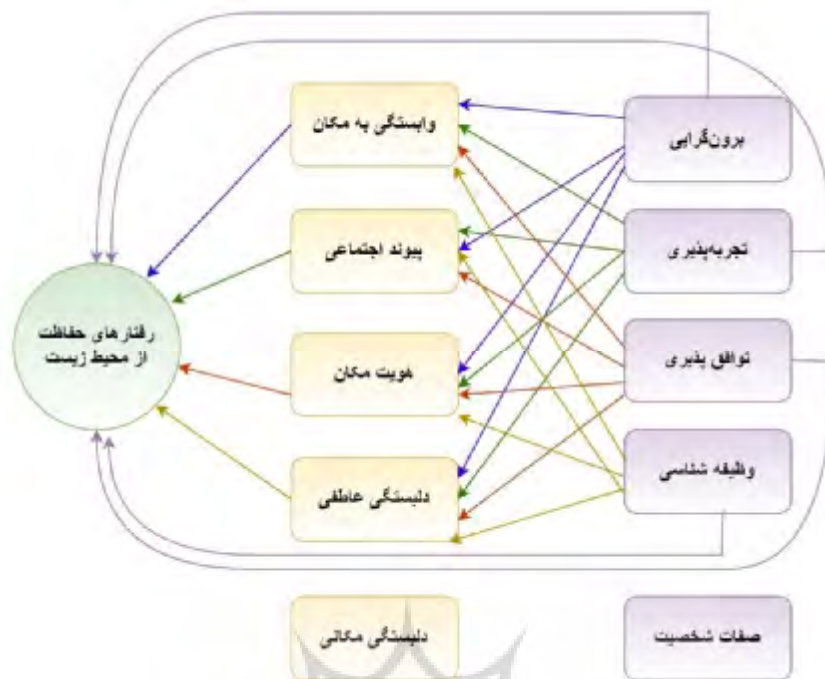 برون‌گرایی
وابستگی به مکان
تجربه‌پذیری
پیوند اجتماعی
رفتارهای حفاظت
از محیط زیست
توافق پذیری
هویت مکان
وظیفه شناسی
دلبستگی عاطفی
صفات شخصیت
دلبستگی مکانی